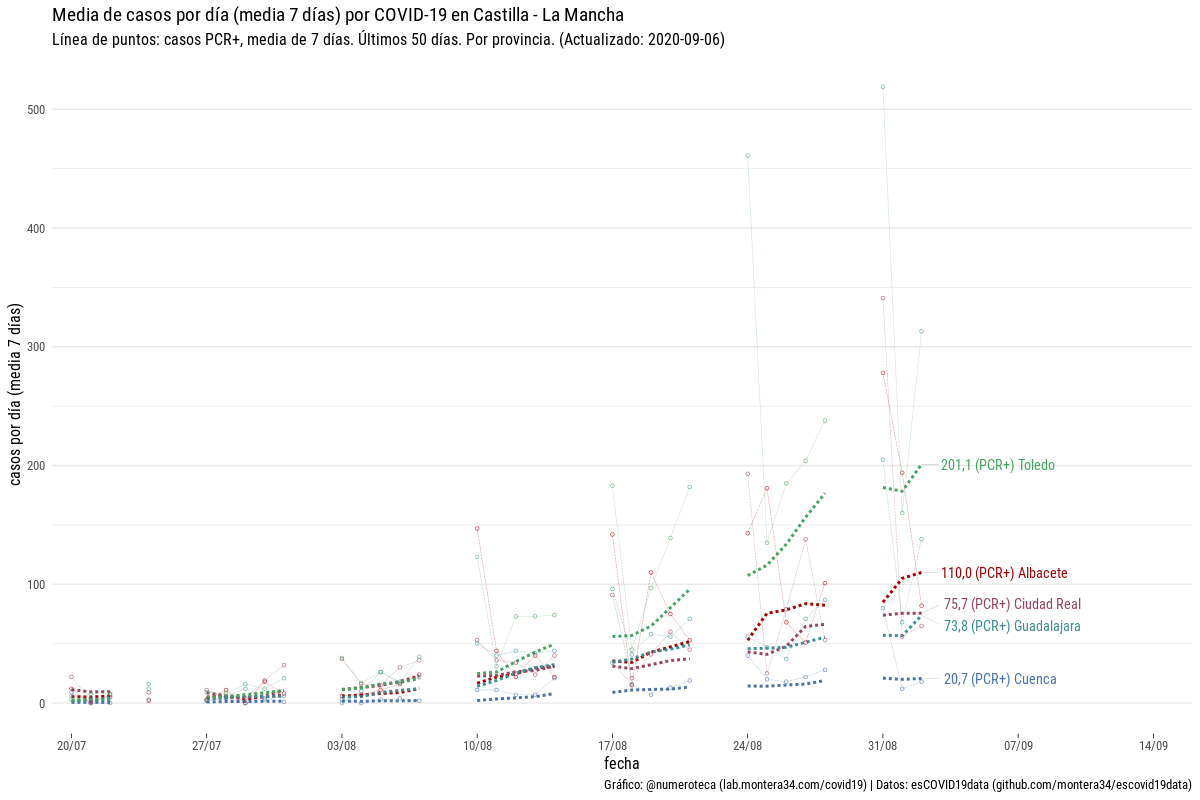 Media de casos por día (media 7 días) por COVID-19 en Castilla - La Mancha
Línea de puntos: casos PCR+, media de 7 días. Últimos 50 días. Por provincia. (Actualizado: 2020-09-06)
casos por día (media 7 días)
500
400
300
200
100
0
201,1 (PCR+) Toledo
110,0 (PCR+) Albacete
75,7 (PCR+) Ciudad Real
73,8 (PCR+) Guadalajara
20,7 (PCR+) Cuenca
20/07 27/07 03/08 10/08 17/08 24/08 31/08 07/09 14/09
fecha
Gráfico: @numeroteca (lab.montera34.com/covid19) | Datos: esCOVID19data (github.com/montera34/escovid19data)